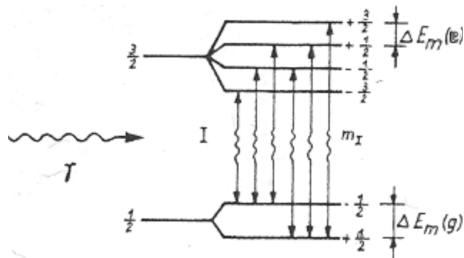 + 3/2
+ 1/2
ΔE_m(e)
3/2
- 1/2
- 3/2
I
m_I
γ
- 1/2
1/2
ΔE_m(g)
+ 1/2